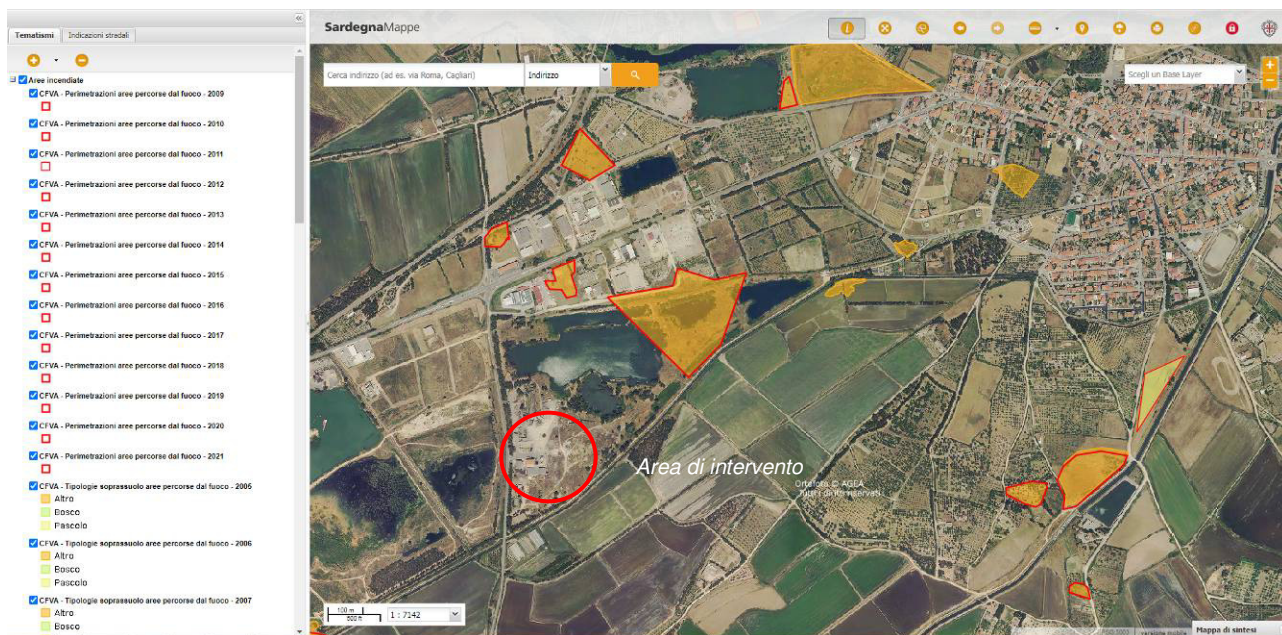 Tematismi
Indicazioni stradali
Aree incendiate
CFVA - Perimetrazioni aree percorse dal fuoco - 2009
CFVA - Perimetrazioni aree percorse dal fuoco - 2010
CFVA - Perimetrazioni aree percorse dal fuoco - 2011
CFVA - Perimetrazioni aree percorse dal fuoco - 2012
CFVA - Perimetrazioni aree percorse dal fuoco - 2013
CFVA - Perimetrazioni aree percorse dal fuoco - 2014
CFVA - Perimetrazioni aree percorse dal fuoco - 2015
CFVA - Perimetrazioni aree percorse dal fuoco - 2016
CFVA - Perimetrazioni aree percorse dal fuoco - 2017
CFVA - Perimetrazioni aree percorse dal fuoco - 2018
CFVA - Perimetrazioni aree percorse dal fuoco - 2019
CFVA - Perimetrazioni aree percorse dal fuoco - 2020
CFVA - Perimetrazioni aree percorse dal fuoco - 2021
CFVA - Tipologie soprassuolo aree percorse dal fuoco - 2005
Altro
Bosco
Pascolo
CFVA - Tipologie soprassuolo aree percorse dal fuoco - 2006
Altro
Bosco
Pascolo
CFVA - Tipologie soprassuolo aree percorse dal fuoco - 2007
Altro
Bosco
SardegnaMappe
Cerca indirizzo (ad es. via Roma, Cagliari)
Indirizzo
Scegli un Base Layer
Area di intervento
Ortofoto © AGEA
Tutti i diritti riservati
100 m
500 ft
1 : 7142
Mappa di sintesi